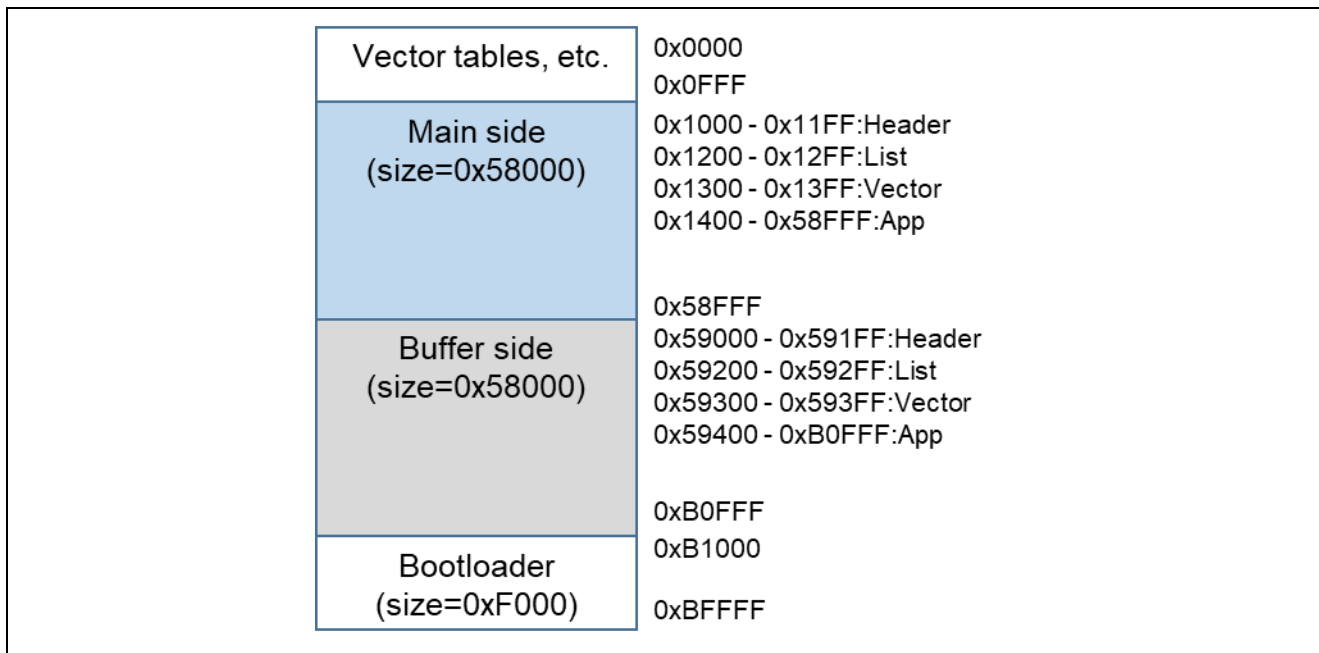 Vector tables, etc.
0x0000
0x0FFF
Main side
(size=0x58000)
0x1000 - 0x11FF:Header
0x1200 - 0x12FF:List
0x1300 - 0x13FF:Vector
0x1400 - 0x58FFF:App
0x58FFF
Buffer side
(size=0x58000)
0x59000 - 0x591FF:Header
0x59200 - 0x592FF:List
0x59300 - 0x593FF:Vector
0x59400 - 0xB0FFF:App
0xB0FFF
0xB1000
Bootloader
(size=0xF000)
0xBFFFF